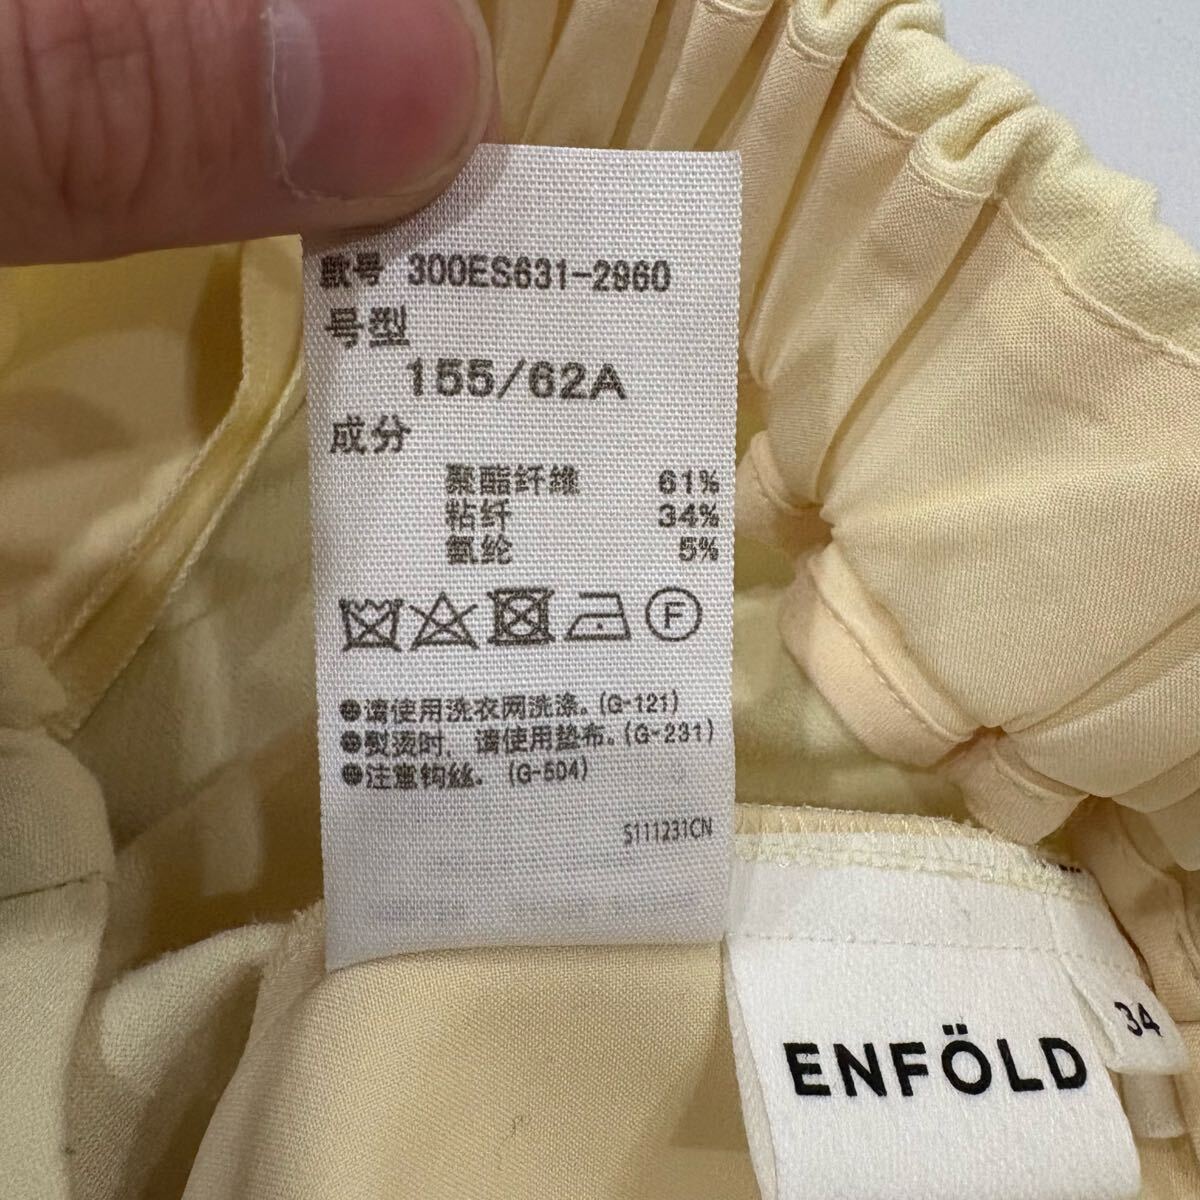 款号 300ES631-2960
号型
155/62A
成分
聚酯纤维 61%
粘纤 34%
氨纶 5%
F
●请使用洗衣网洗涤。(G-121)
●熨烫时，请使用垫布。(G-231)
●注意钩丝。(G-504)
S111231CN
34
ENFÖLD